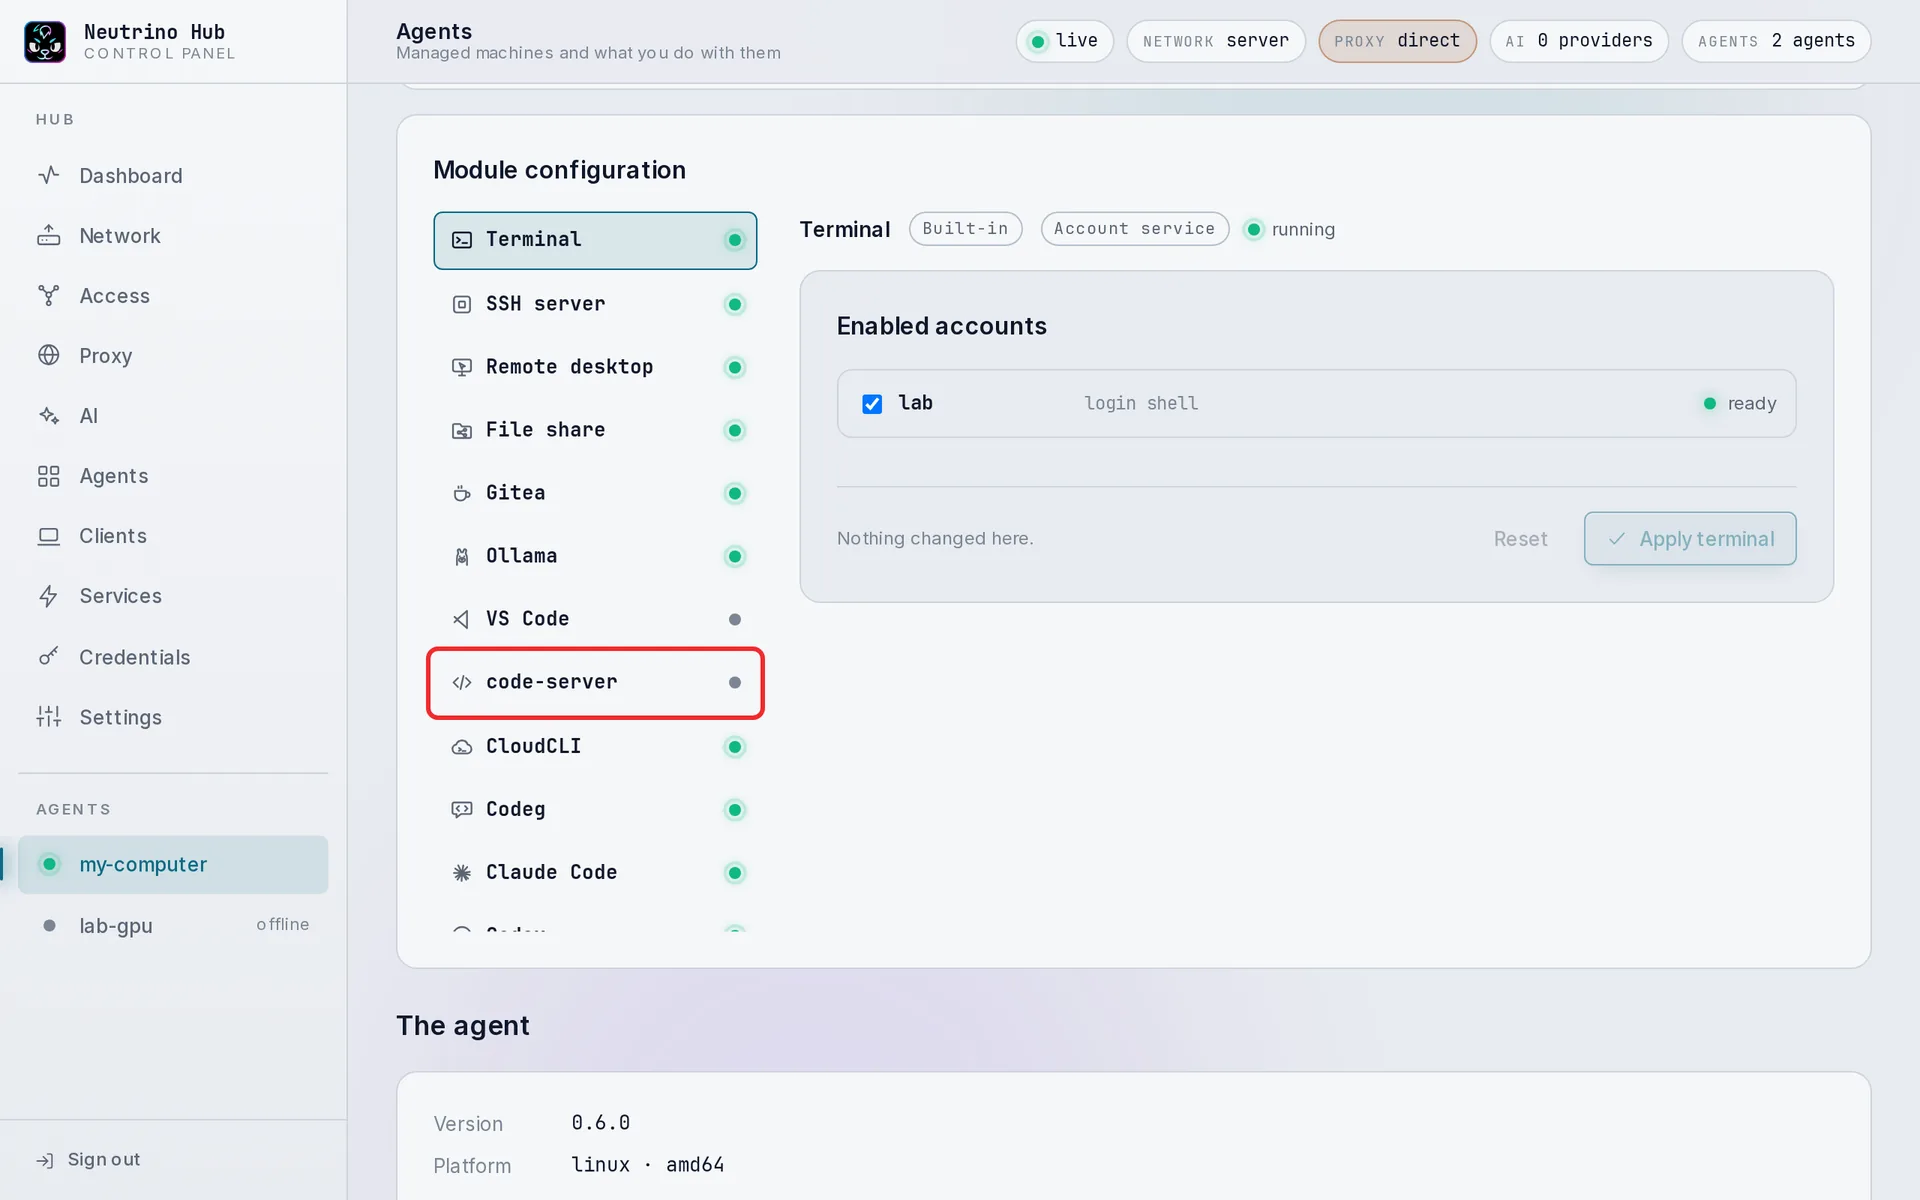 Neutrino Hub
CONTROL PANEL
Agents
Managed machines and what you do with them
live
NETWORK server
PROXY direct
AI 0 providers
AGENTS 2 agents
HUB
Dashboard
Network
Access
Proxy
AI
Agents
Clients
Services
Credentials
Settings
AGENTS
my-computer
lab-gpu
offline
Sign out
Module configuration
Terminal
SSH server
Remote desktop
File share
Gitea
Ollama
VS Code
code-server
CloudCLI
Codeg
Claude Code
Terminal
Built-in
Account service
running
Enabled accounts
lab
login shell
ready
Nothing changed here.
Reset
Apply terminal
The agent
Version 0.6.0
Platform linux · amd64